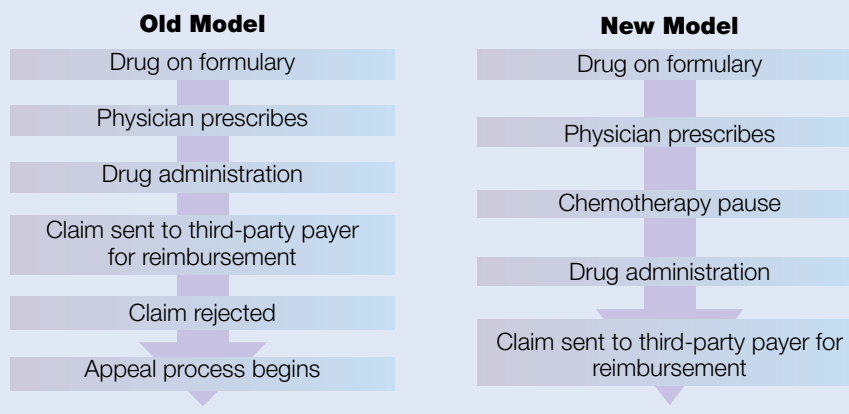 Old Model
Drug on formulary
Physician prescribes
Drug administration
Claim sent to third-party payer
for reimbursement
Claim rejected
Appeal process begins
New Model
Drug on formulary
Physician prescribes
Chemotherapy pause
Drug administration
Claim sent to third-party payer for
reimbursement